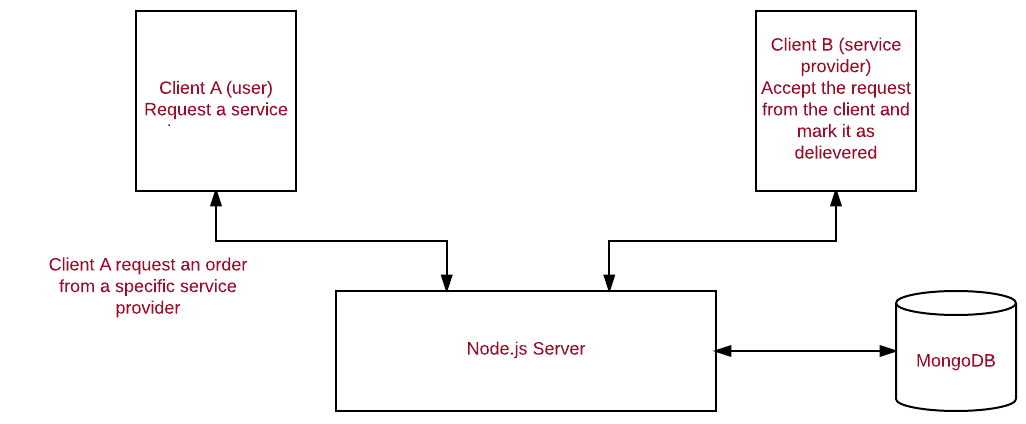 Client A (user)
Request a service
.
Client B (service
provider)
Accept the request
from the client and
mark it as
delievered
Client A request an order
from a specific service
provider
Node.js Server
MongoDB